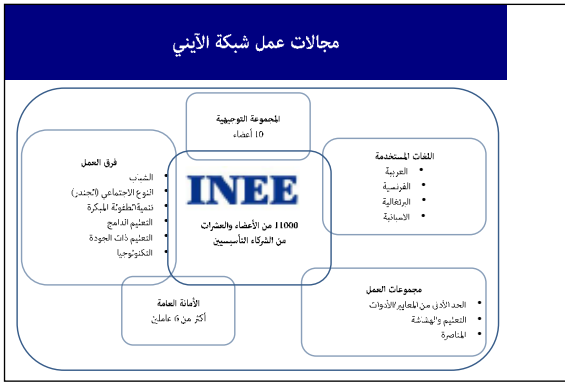 مجالات عمل شبكة الآيني
المجموعة التوجيهية
10 أعضاء
اللغات المستخدمة
العربية
الفرنسية
البرتغالية
الاسبانية
فرق العمل
الشباب
النوع الاجتماعي (الجندر)
تنمية الطفولة المبكرة
التعليم الدامج
التعليم ذات الجودة
التكنولوجيا
INEE
11000 من الأعضاء والعشرات
من الشركاء التأسيسيين
مجموعات العمل
الحد الأدنى من المعايير/الأدوات
التعليم والهشاشة
المناصرة
الأمانة العامة
أكثر من 6 عاملين